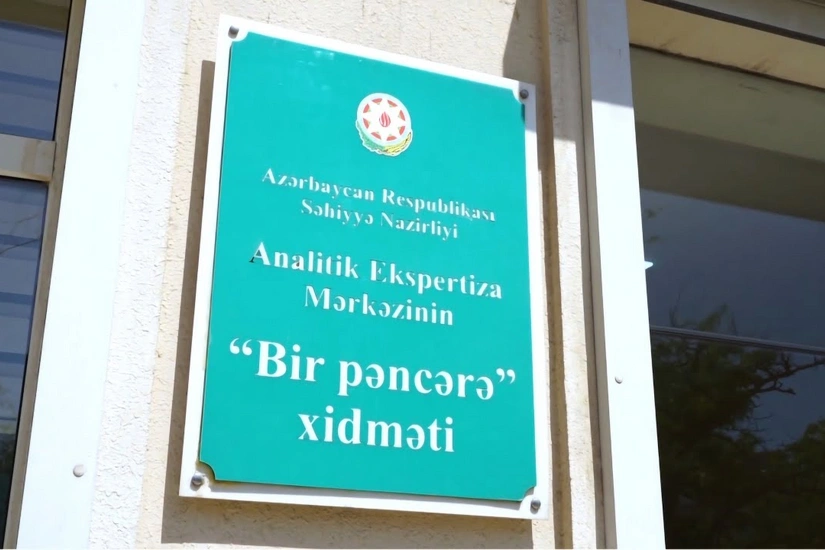 Azərbaycan Respublikası
Səhiyyə Nazirliyi
Analitik Ekspertiza
Mərkəzinin
“Bir pəncərə”
xidməti